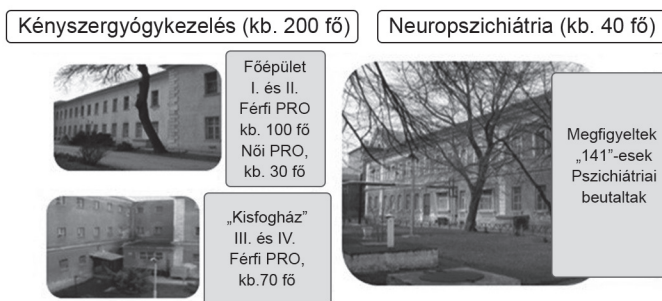 Kényszergyógykezelés (kb. 200 fő)
Neuropszichiátria (kb. 40 fő)
Főépület
I. és II.
Férfi PRO
kb. 100 fő
Női PRO,
kb. 30 fő
„Kisfogház”
III. és IV.
Férfi PRO,
kb.70 fő
Megfigyeltek
„141”-esek
Pszichiátriai
beutaltak